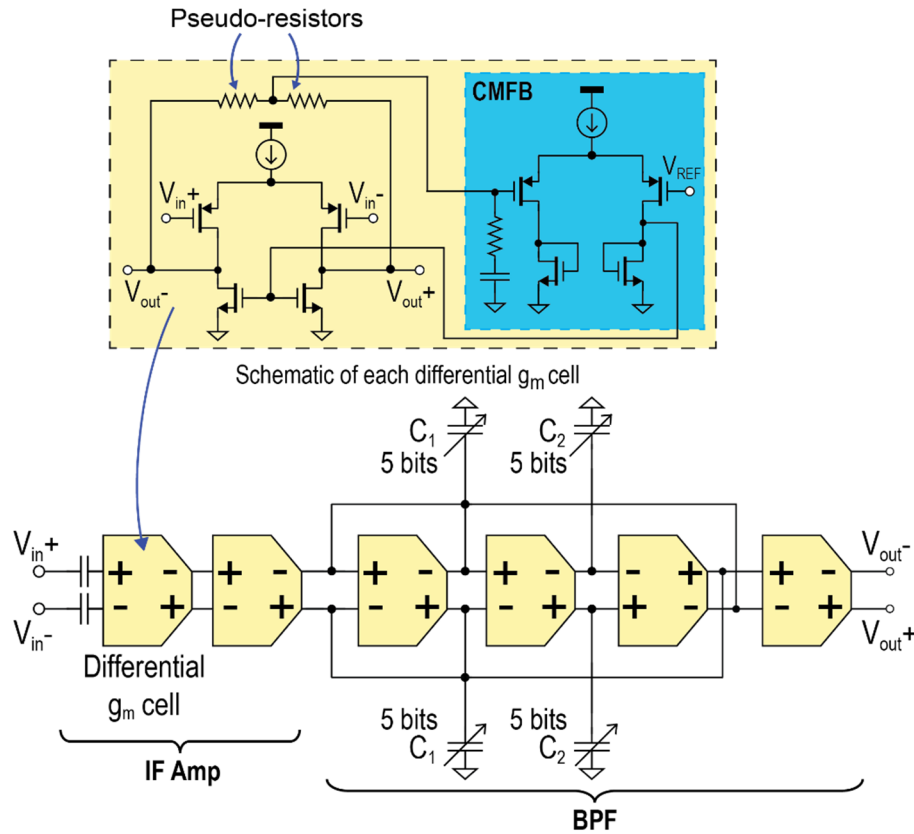 Pseudo-resistors
CMFB
Vin+
Vin-
VREF
Vout-
Vout+
Schematic of each differential gm cell
C1
5 bits
C2
5 bits
Vin+
Vin-
+ - + - + - + - - + + -
- + - + - + - + + - - +
Vout-
Vout+
Differential
gm cell
5 bits
C1
5 bits
C2
IF Amp
BPF